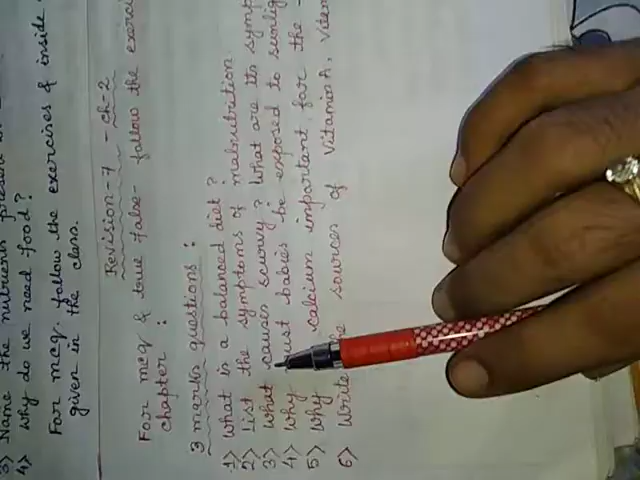 3) Name the nutrients present in
4) Why do we need food?
For mcq. follow the exercises & inside
given in the class.
Revision-7 - ch-2
For mcq & true false- follow the exerci
chapter :
3 marks questions :
1) What is a balanced diet?
2) List the symptoms of malnutrition.
3) What causes scurvy? What are its symp
4) Why must babies be exposed to sunlig
5) Why calcium important for the
6) Write the sources of Vitamin A, Vitam